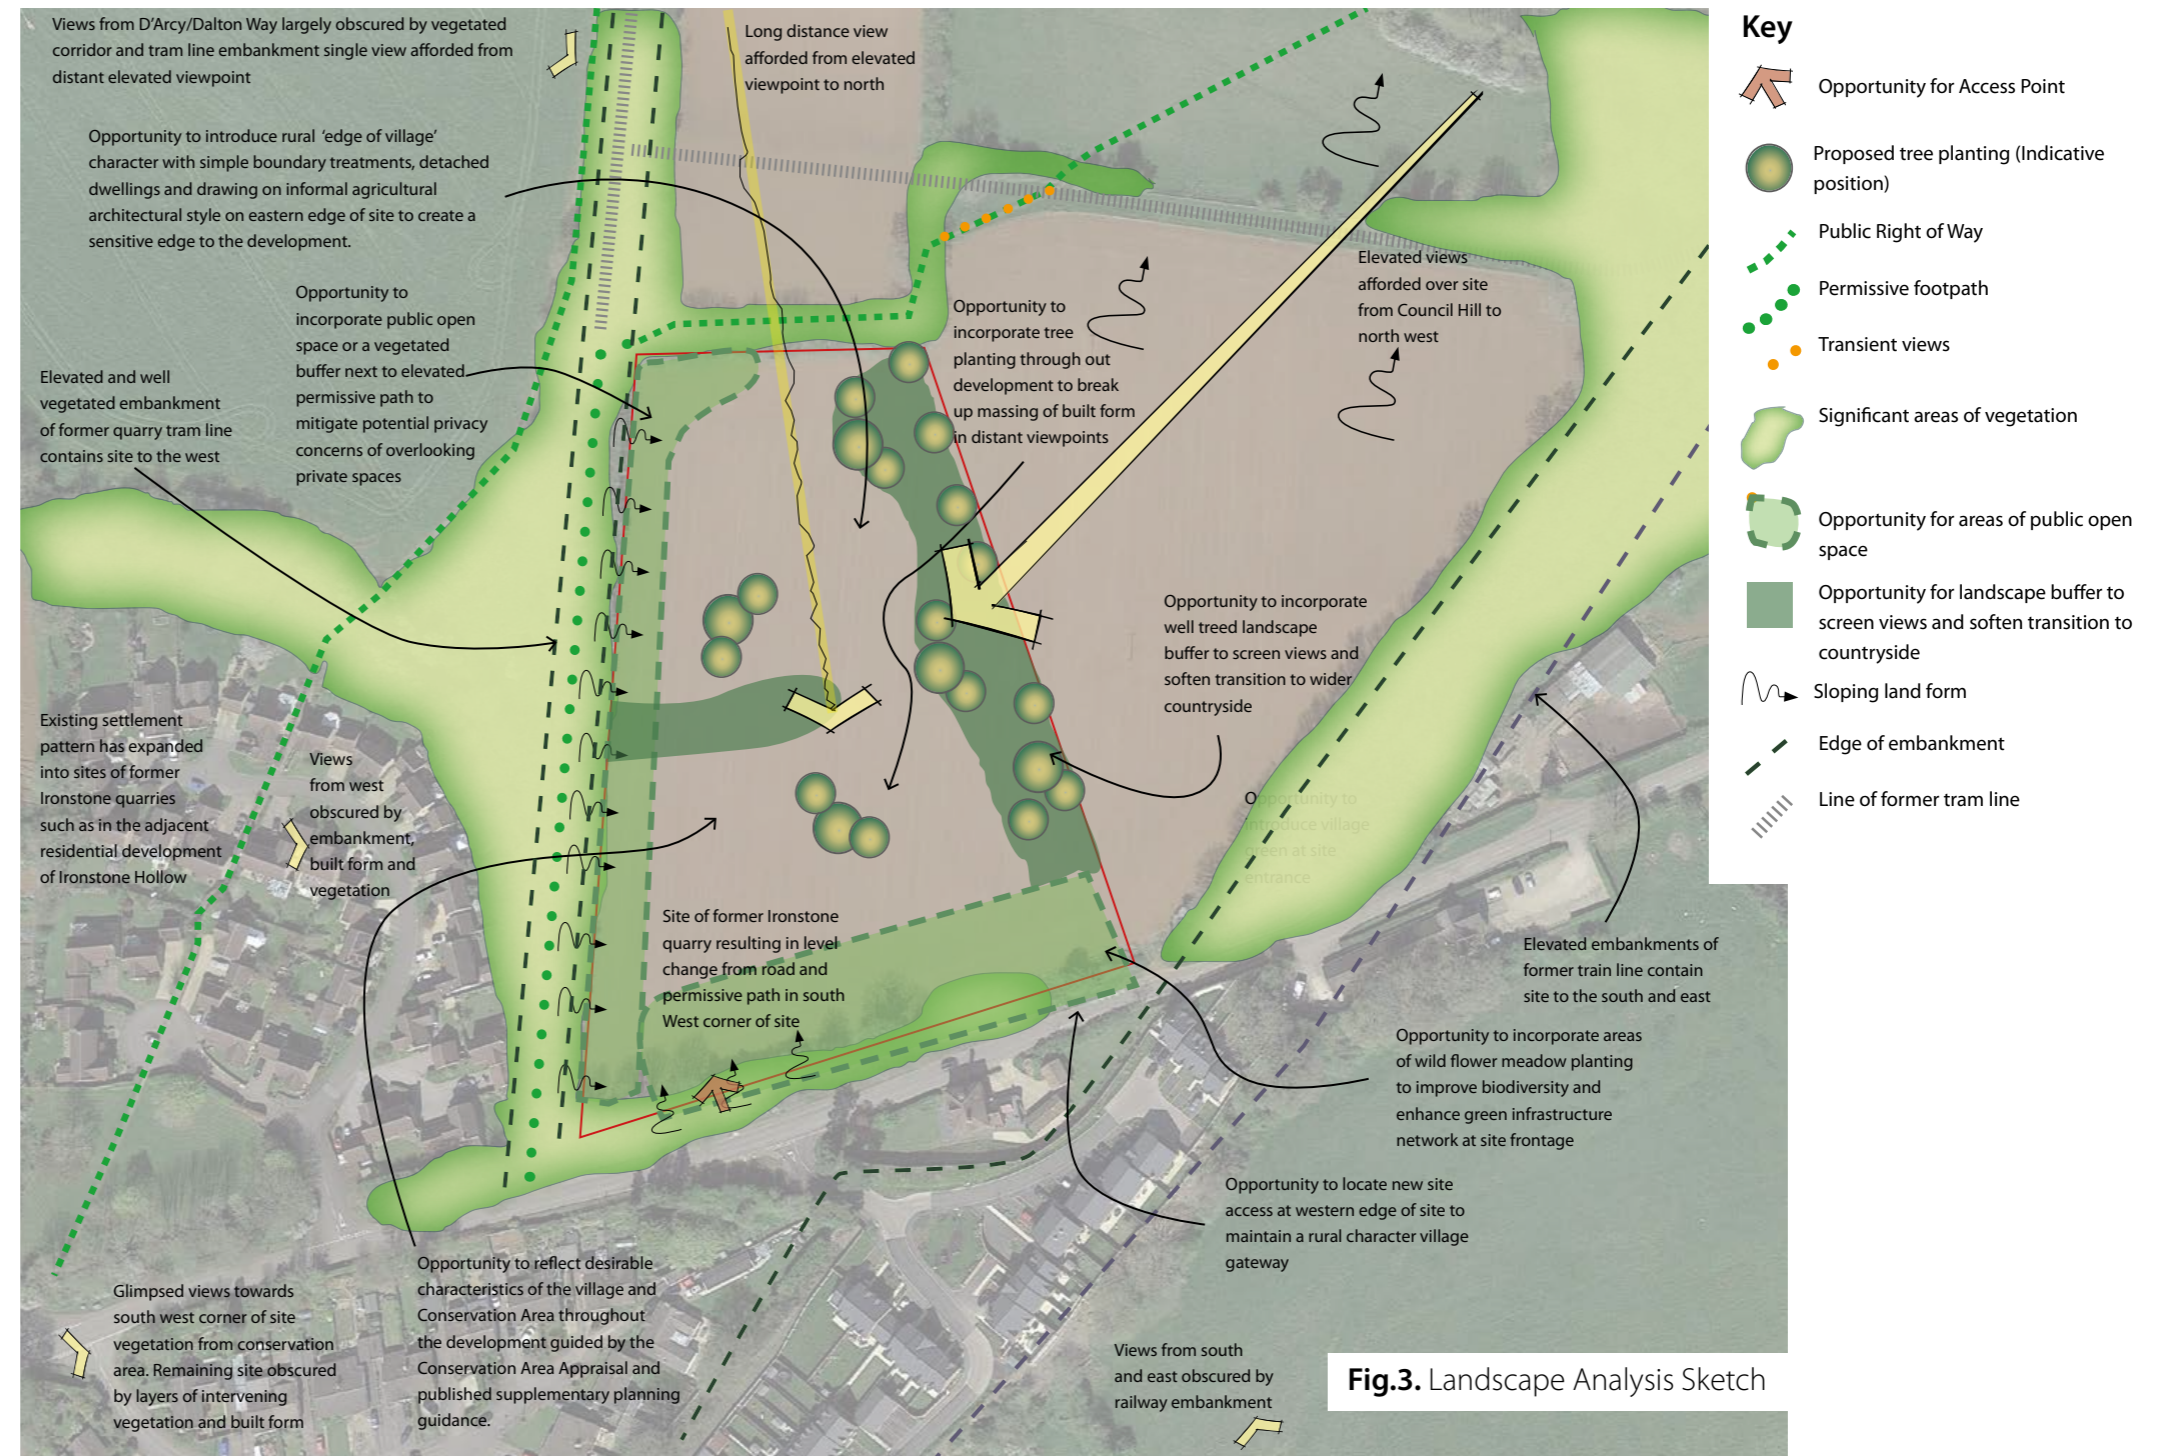 Views from D'Arcy/Dalton Way largely obscured by vegetated
corridor and tram line embankment single view afforded from
distant elevated viewpoint
Long distance view
afforded from elevated
viewpoint to north
Opportunity to introduce rural 'edge of village'
character with simple boundary treatments, detached
dwellings and drawing on informal agricultural
architectural style on eastern edge of site to create a
sensitive edge to the development.
Opportunity to
incorporate public open
space or a vegetated
buffer next to elevated
permissive path to
mitigate potential privacy
concerns of overlooking
private spaces
Elevated and well
vegetated embankment
of former quarry tram line
contains site to the west
Opportunity to
incorporate tree
planting through out
development to break
up massing of built form
in distant viewpoints
Elevated views
afforded over site
from Council Hill to
north west
Opportunity to incorporate
well treed landscape
buffer to screen views and
soften transition to wider
countryside
Existing settlement
pattern has expanded
into sites of former
Ironstone quarries
such as in the adjacent
residential development
of Ironstone Hollow
Views
from west
obscured by
embankment,
built form and
vegetation
Opportunity to
introduce village
green at site
entrance
Site of former Ironstone
quarry resulting in level
change from road and
permissive path in south
West corner of site
Elevated embankments of
former train line contain
site to the south and east
Opportunity to incorporate areas
of wild flower meadow planting
to improve biodiversity and
enhance green infrastructure
network at site frontage
Opportunity to locate new site
access at western edge of site to
maintain a rural character village
gateway
Glimpsed views towards
south west corner of site
vegetation from conservation
area. Remaining site obscured
by layers of intervening
vegetation and built form
Opportunity to reflect desirable
characteristics of the village and
Conservation Area throughout
the development guided by the
Conservation Area Appraisal and
published supplementary planning
guidance.
Views from south
and east obscured by
railway embankment
Fig.3. Landscape Analysis Sketch
Key
Opportunity for Access Point
Proposed tree planting (Indicative
position)
Public Right of Way
Permissive footpath
Transient views
Significant areas of vegetation
Opportunity for areas of public open
space
Opportunity for landscape buffer to
screen views and soften transition to
countryside
Sloping land form
Edge of embankment
Line of former tram line